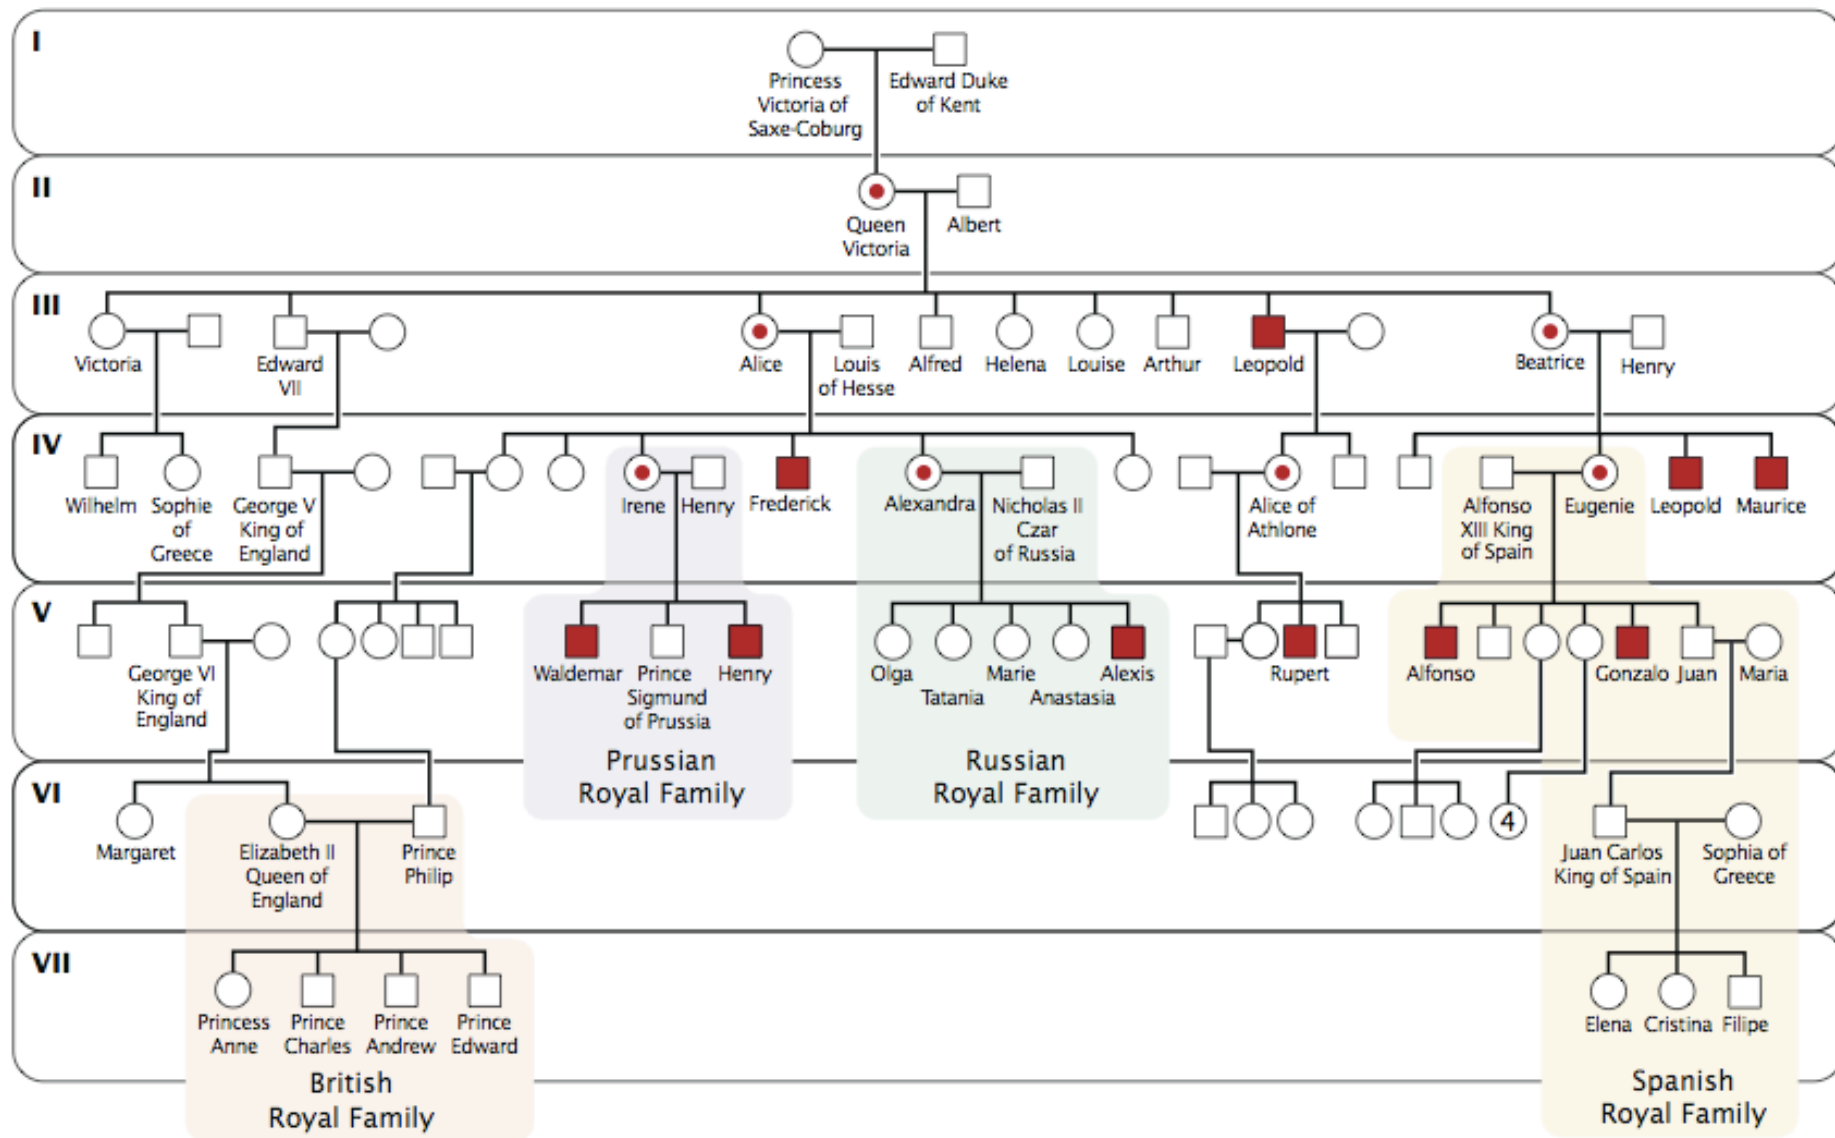 I
Princess
Victoria of
Saxe-Coburg
Edward Duke
of Kent
II
Queen
Victoria
Albert
III
Victoria
Edward
VII
Alice
Louis
of Hesse
Alfred
Helena
Louise
Arthur
Leopold
Beatrice
Henry
IV
Wilhelm
Sophie
of
Greece
George V
King of
England
Irene
Henry
Frederick
Alexandra
Nicholas II
Czar
of Russia
Alice of
Athlone
Alfonso
XIII King
of Spain
Eugenie
Leopold
Maurice
V
George VI
King of
England
Waldemar
Prince
Sigmund
of Prussia
Henry
Prussian
Royal Family
Olga
Tatania
Marie
Anastasia
Alexis
Russian
Royal Family
Rupert
Alfonso
Gonzalo
Juan
Maria
VI
Margaret
Elizabeth II
Queen of
England
Prince
Philip
4
Juan Carlos
King of Spain
Sophia of
Greece
VII
Princess
Anne
Prince
Charles
Prince
Andrew
Prince
Edward
British
Royal Family
Elena
Cristina
Filipe
Spanish
Royal Family